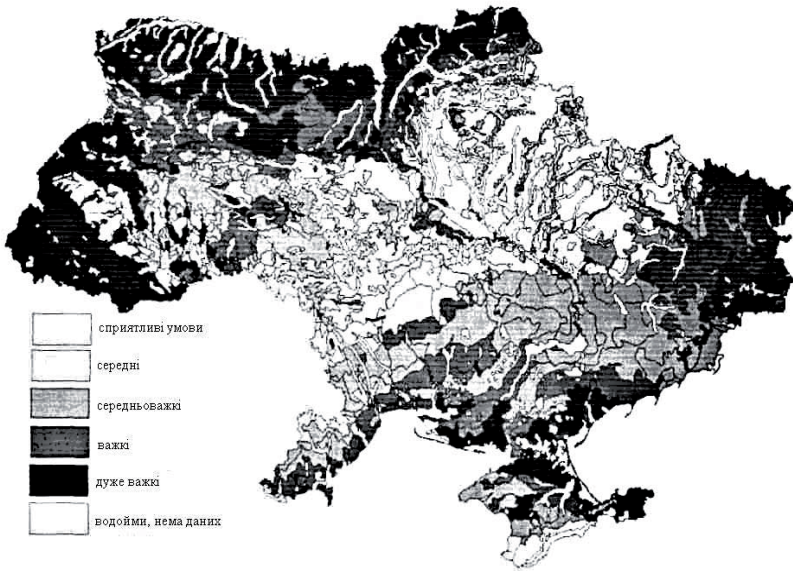 сприятливі умови
середні
середньоважкі
важкі
дуже важкі
водойми, нема даних